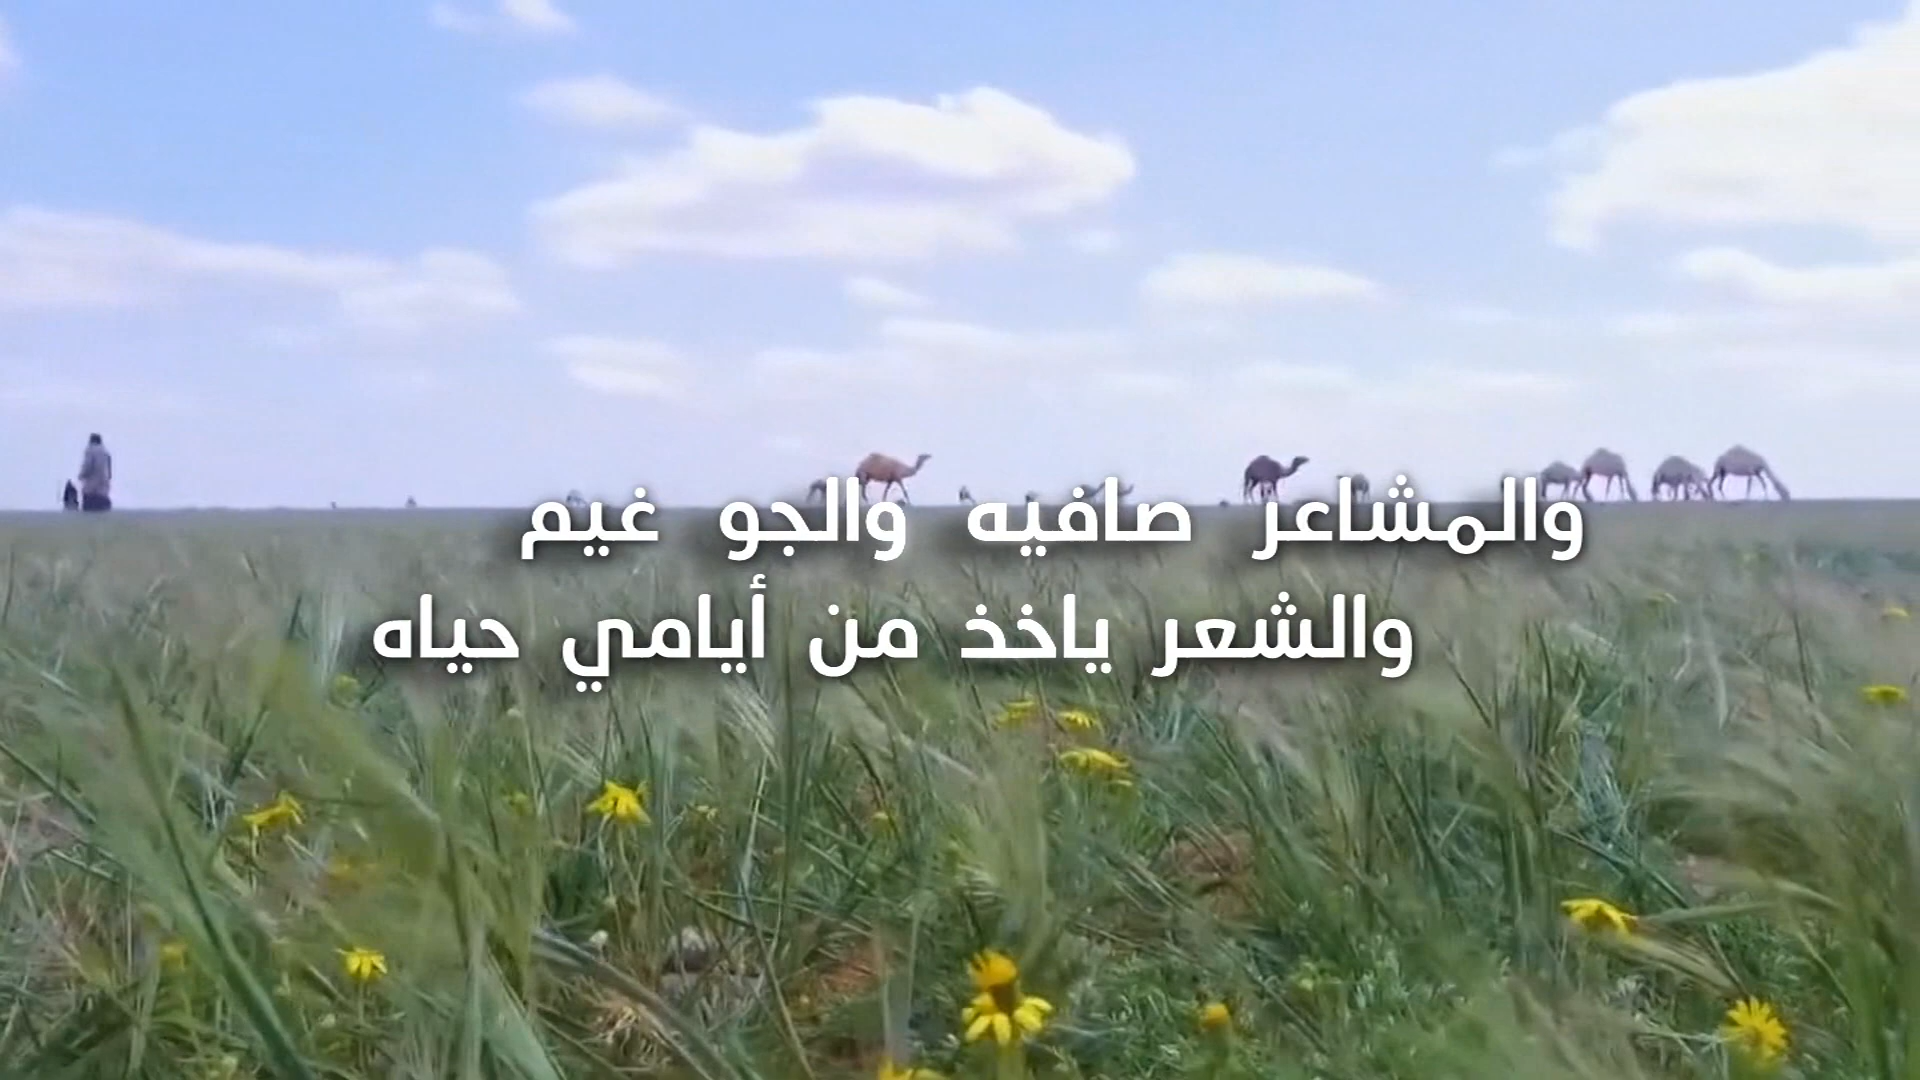 والمشاعر صافيه والجو غيم
والشعر ياخذ من أيامي حياه